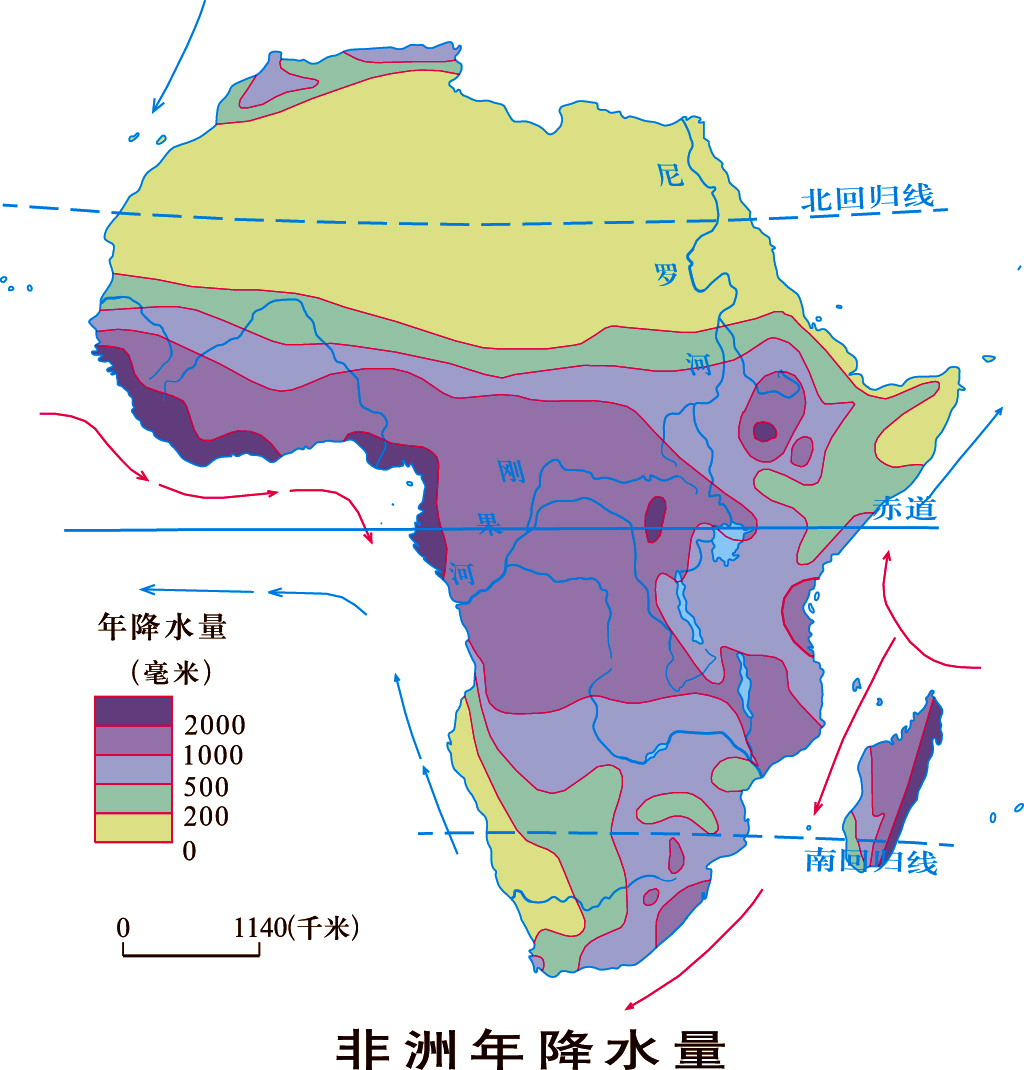 尼
北回归线
罗
河
刚
赤道
果
河
年降水量
(毫米)
2000
1000
500
200
0
南回归线
0
1140(千米)
非洲年降水量